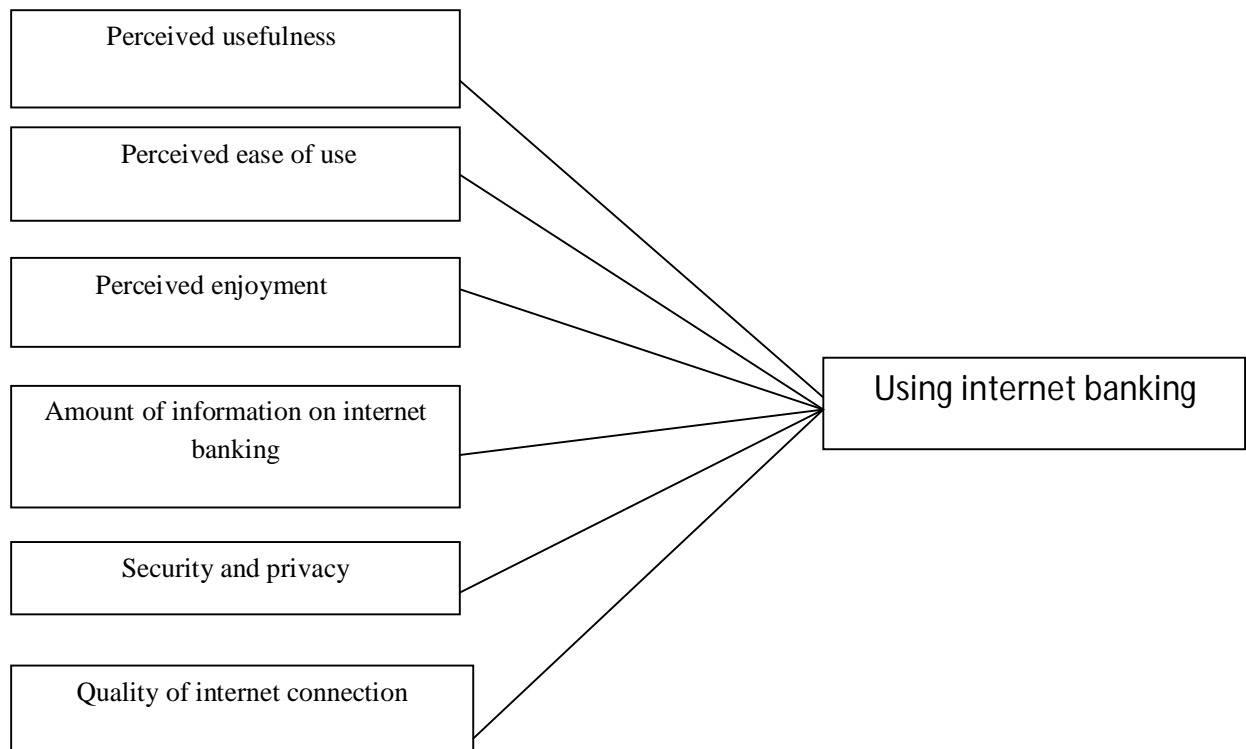 Perceived usefulness
Perceived ease of use
Perceived enjoyment
Amount of information on internet
banking
Security and privacy
Quality of internet connection
Using internet banking